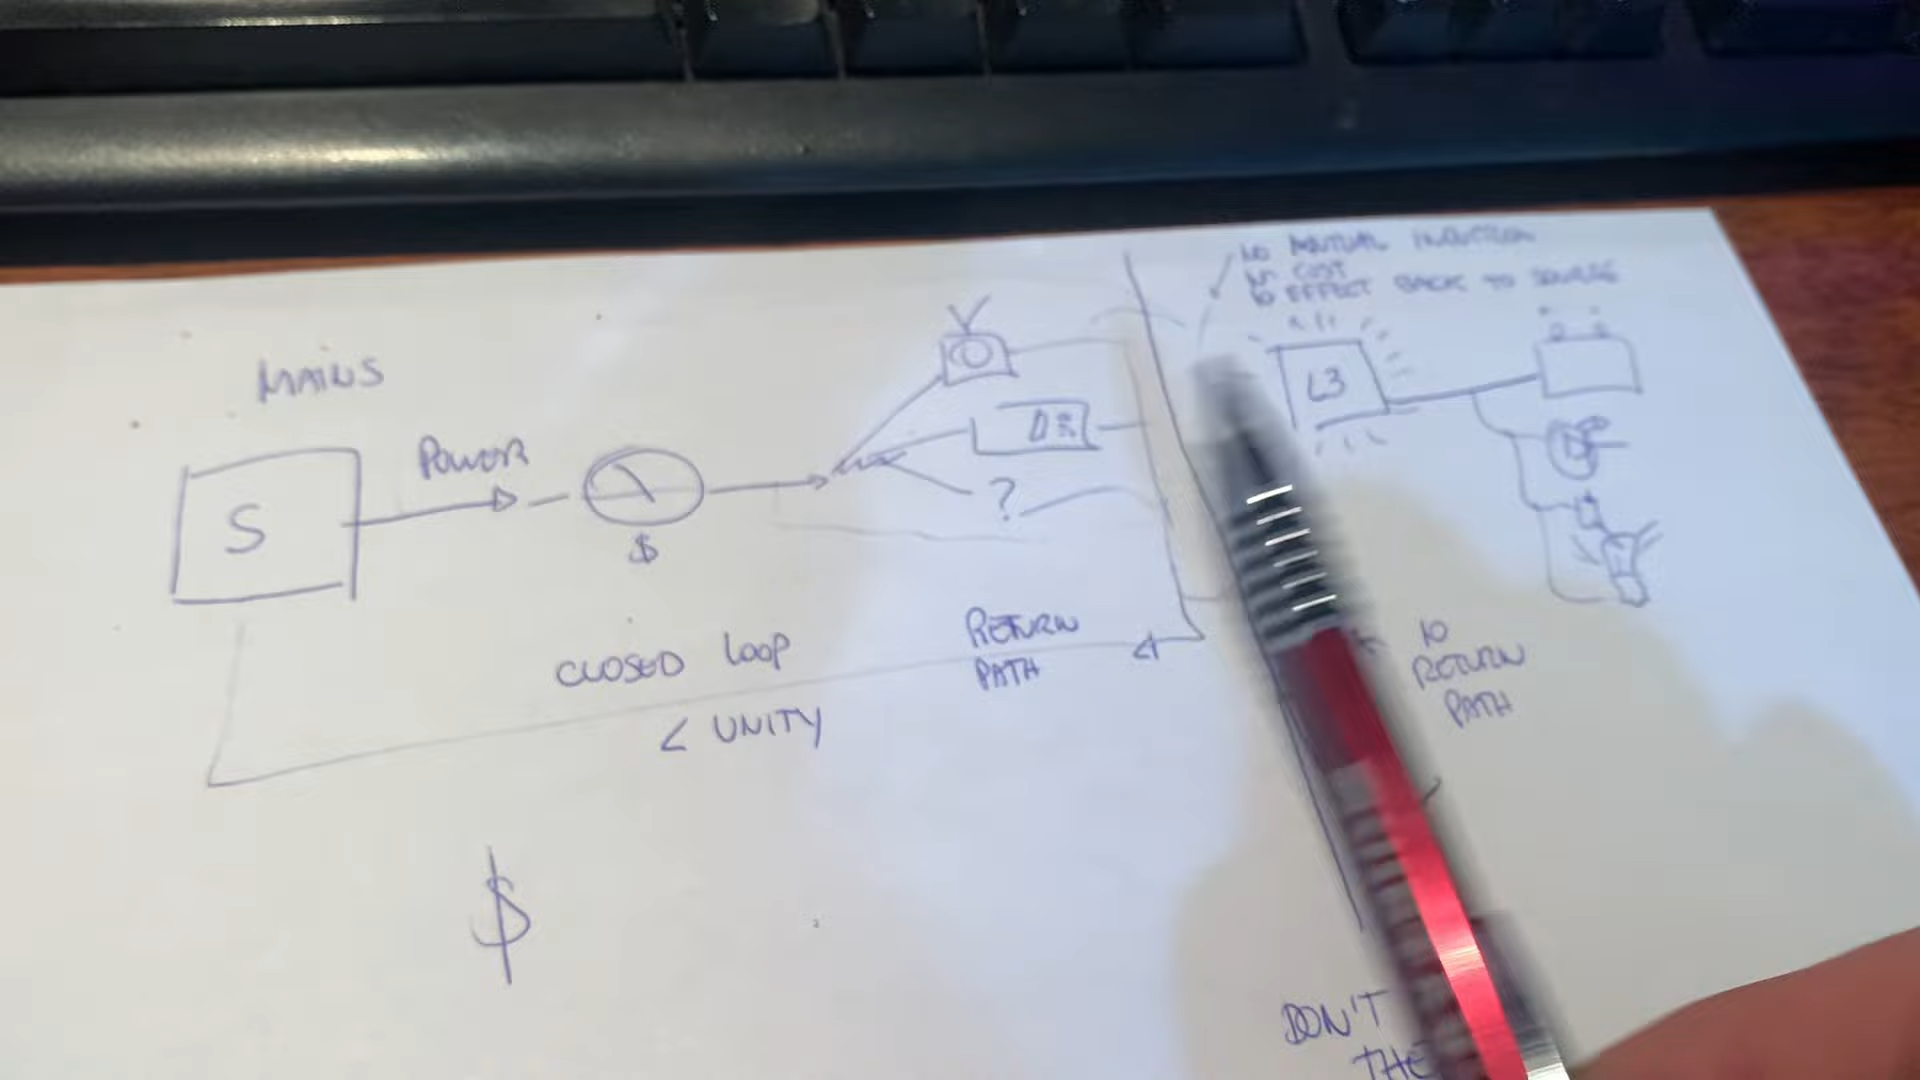 NO MUTUAL INDUCTION
NO COST
NO EFFECT BACK TO SOURCE
MAINS
POWER
S
$
?
L3
CLOSED LOOP
RETURN
PATH
< UNITY
NO
RETURN
PATH
$
DON'T
THE